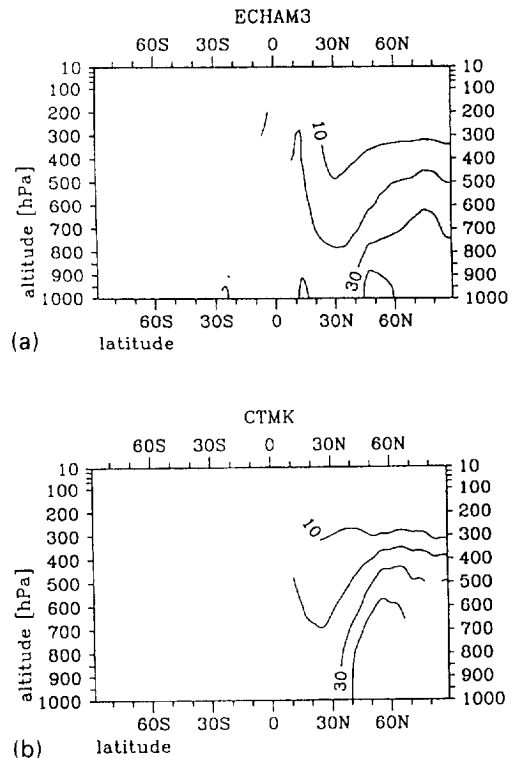 ECHAM3
60S 30S 0 30N 60N
10 10
100 100
200 200
300 300
400 400
500 500
600 600
700 700
800 800
900 900
1000 1000
altitude [hPa]
10
30
60S 30S 0 30N 60N
(a) latitude
CTMK
60S 30S 0 30N 60N
10 10
100 100
200 200
300 300
400 400
500 500
600 600
700 700
800 800
900 900
1000 1000
altitude [hPa]
10
30
60S 30S 0 30N 60N
(b) latitude